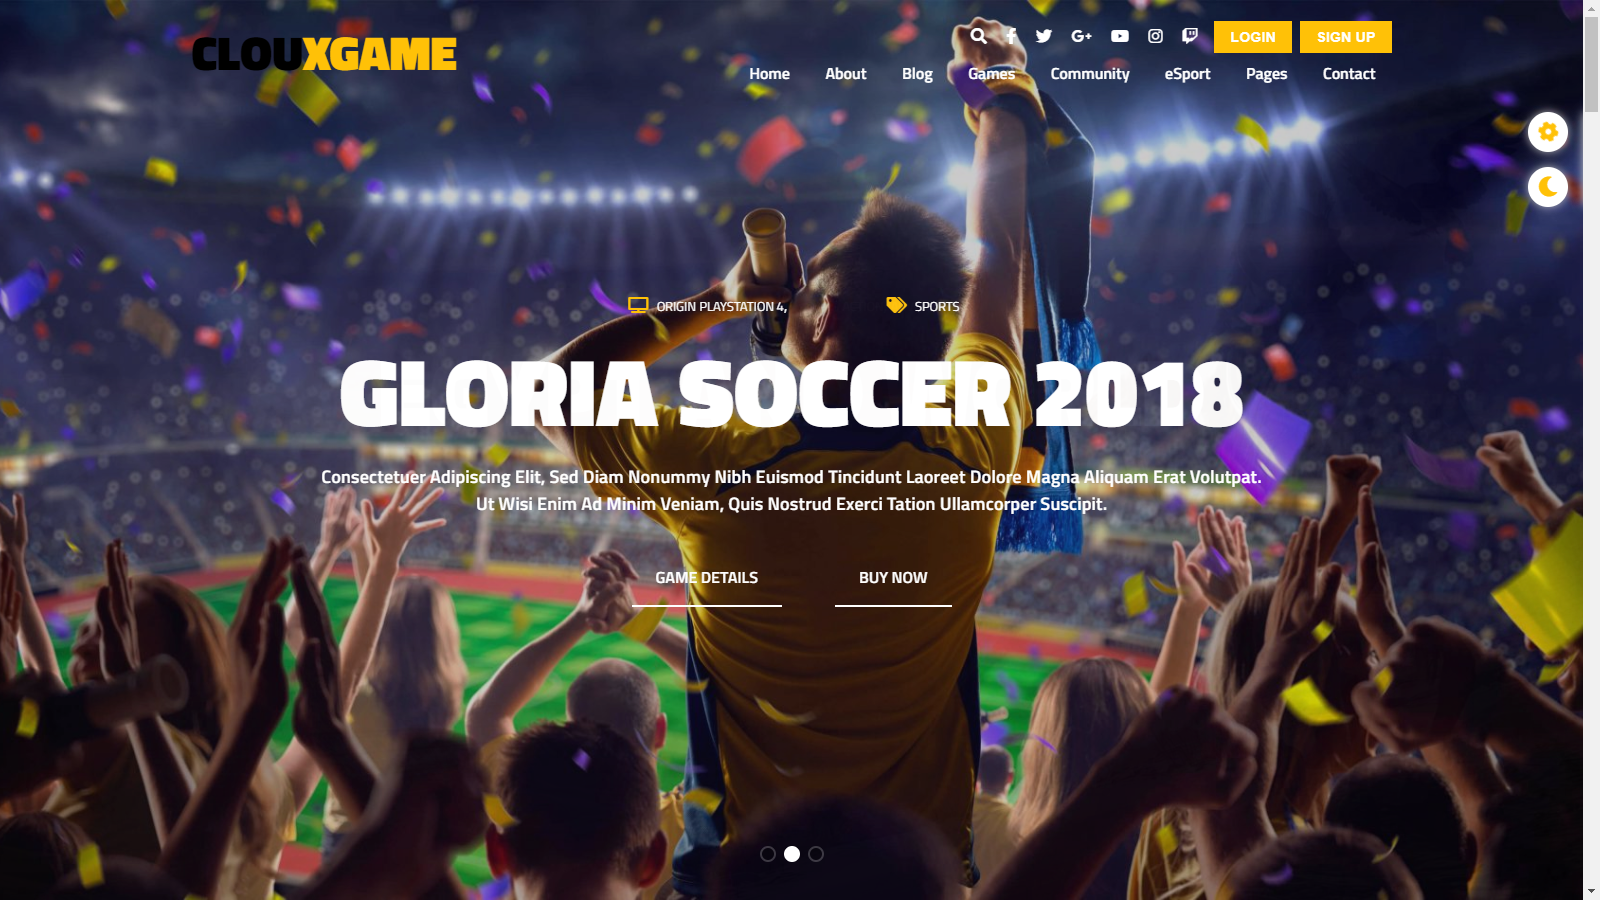 CLOUXGAME
LOGIN
SIGN UP
Home
About
Blog
Games
Community
eSport
Pages
Contact
ORIGIN PLAYSTATION 4,
SPORTS
GLORIA SOCCER 2018
Consectetuer Adipiscing Elit, Sed Diam Nonummy Nibh Euismod Tincidunt Laoreet Dolore Magna Aliquam Erat Volutpat.
Ut Wisi Enim Ad Minim Veniam, Quis Nostrud Exerci Tation Ullamcorper Suscipit.
GAME DETAILS
BUY NOW